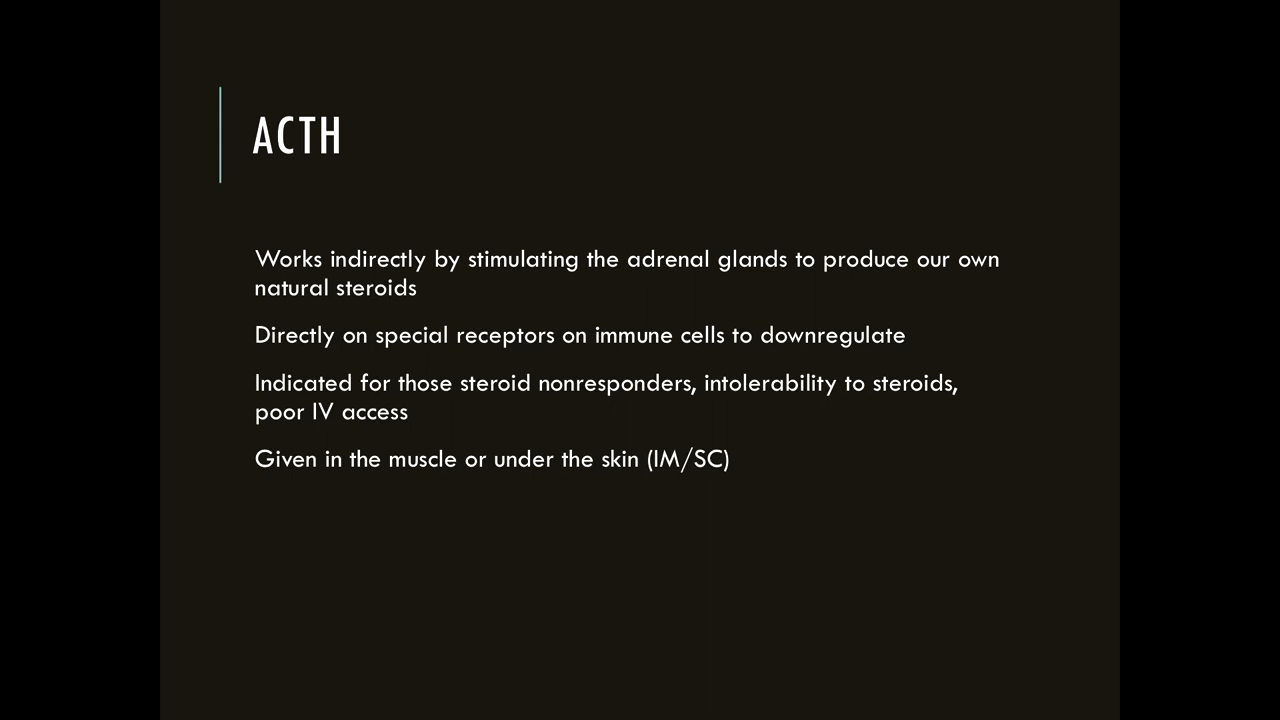 ACTH
Works indirectly by stimulating the adrenal glands to produce our own
natural steroids
Directly on special receptors on immune cells to downregulate
Indicated for those steroid nonresponders, intolerability to steroids,
poor IV access
Given in the muscle or under the skin (IM/SC)